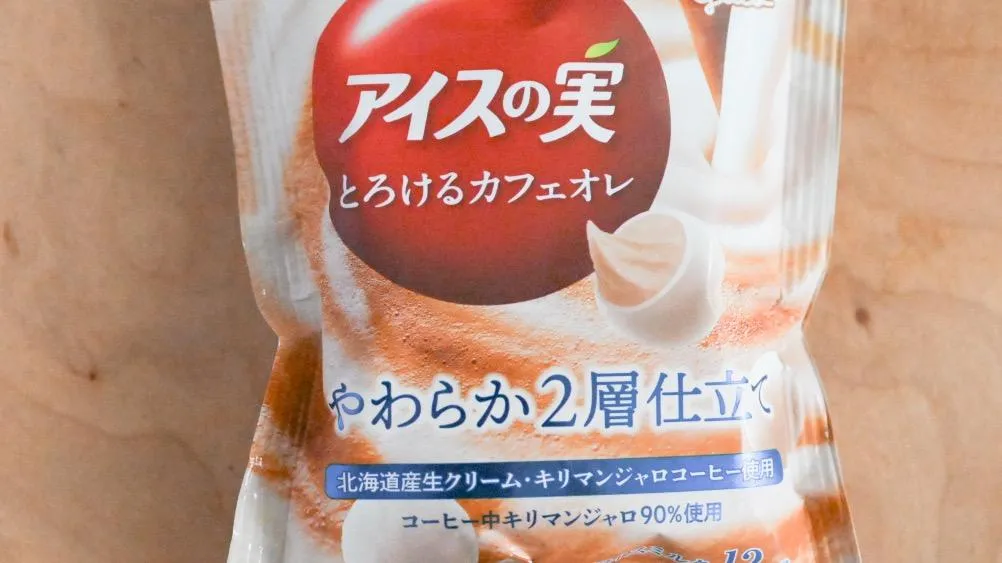 アイスの実
とろけるカフェオレ
やわらか2層仕立て
北海道産生クリーム・キリマンジャロコーヒー使用
コーヒー中キリマンジャロ90%使用
12